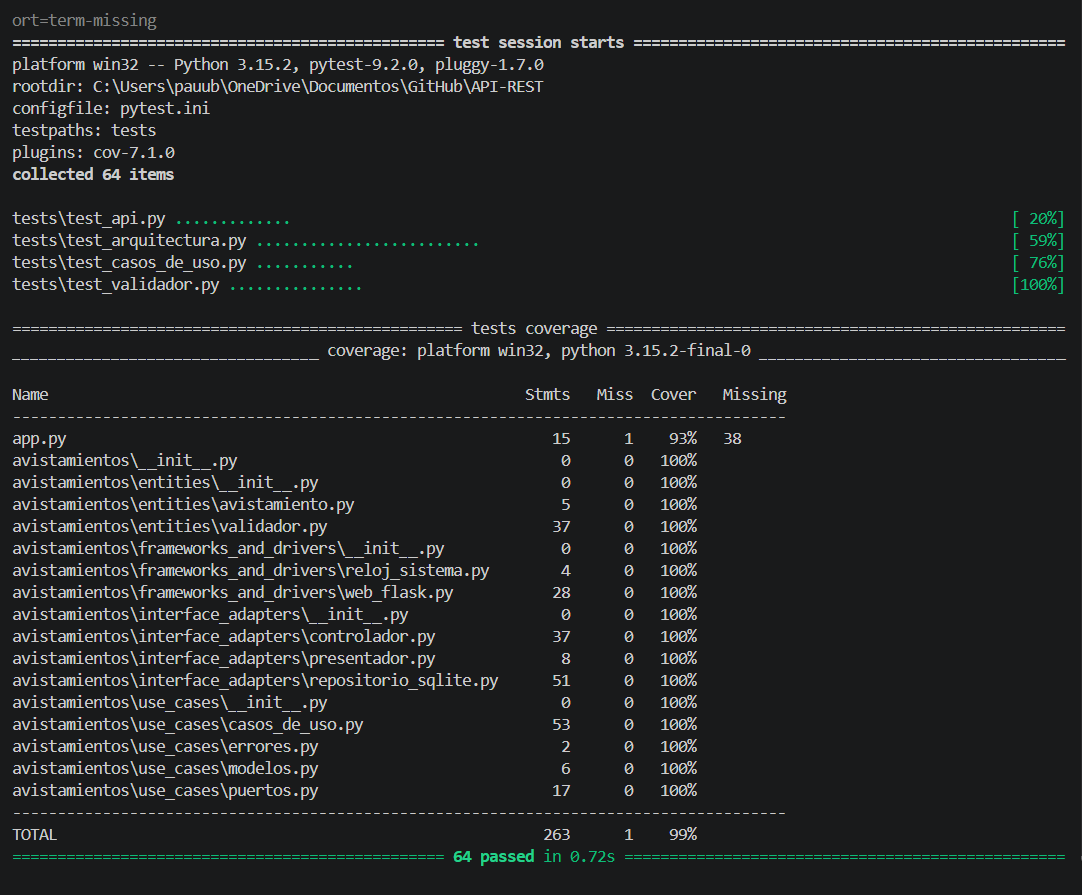 ort=term-missing
================================================ test session starts ================================================
platform win32 -- Python 3.15.2, pytest-9.2.0, pluggy-1.7.0
rootdir: C:\Users\pauub\OneDrive\Documentos\GitHub\API-REST
configfile: pytest.ini
testpaths: tests
plugins: cov-7.1.0
collected 64 items
tests\test_api.py ............. [ 20%]
tests\test_arquitectura.py ......................... [ 59%]
tests\test_casos_de_uso.py ........... [ 76%]
tests\test_validador.py ............... [100%]
================================================== tests coverage ===================================================
__________________________________ coverage: platform win32, python 3.15.2-final-0 __________________________________
Name Stmts Miss Cover Missing
--------------------------------------------------------------------------------------
app.py 15 1 93% 38
avistamientos\__init__.py 0 0 100%
avistamientos\entities\__init__.py 0 0 100%
avistamientos\entities\avistamiento.py 5 0 100%
avistamientos\entities\validador.py 37 0 100%
avistamientos\frameworks_and_drivers\__init__.py 0 0 100%
avistamientos\frameworks_and_drivers\reloj_sistema.py 4 0 100%
avistamientos\frameworks_and_drivers\web_flask.py 28 0 100%
avistamientos\interface_adapters\__init__.py 0 0 100%
avistamientos\interface_adapters\controlador.py 37 0 100%
avistamientos\interface_adapters\presentador.py 8 0 100%
avistamientos\interface_adapters\repositorio_sqlite.py 51 0 100%
avistamientos\use_cases\__init__.py 0 0 100%
avistamientos\use_cases\casos_de_uso.py 53 0 100%
avistamientos\use_cases\errores.py 2 0 100%
avistamientos\use_cases\modelos.py 6 0 100%
avistamientos\use_cases\puertos.py 17 0 100%
--------------------------------------------------------------------------------------
TOTAL 263 1 99%
================================================ 64 passed in 0.72s =================================================